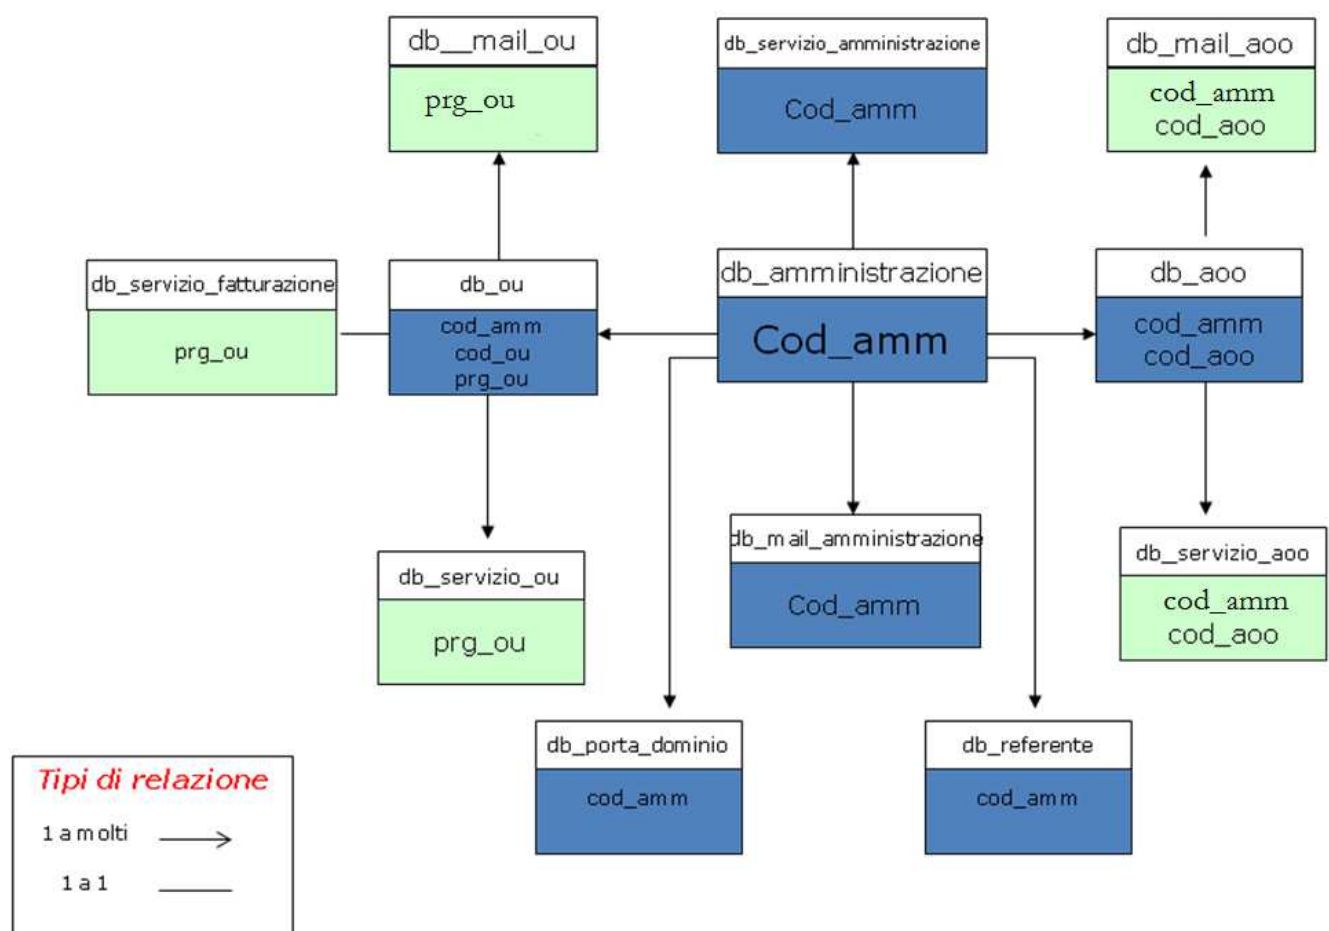 db__mail_ou
prg_ou
db_servizio_amministrazione
Cod_amm
db_mail_aoo
cod_amm
cod_aoo
db_servizio_fatturazione
prg_ou
db_ou
cod_amm
cod_ou
prg_ou
db_amministrazione
Cod_amm
db_aoo
cod_amm
cod_aoo
db_servizio_ou
prg_ou
db_mail_amministrazione
Cod_amm
db_servizio_aoo
cod_amm
cod_aoo
db_porta_dominio
cod_amm
db_referente
cod_amm
Tipi di relazione
1 a molti
1 a 1